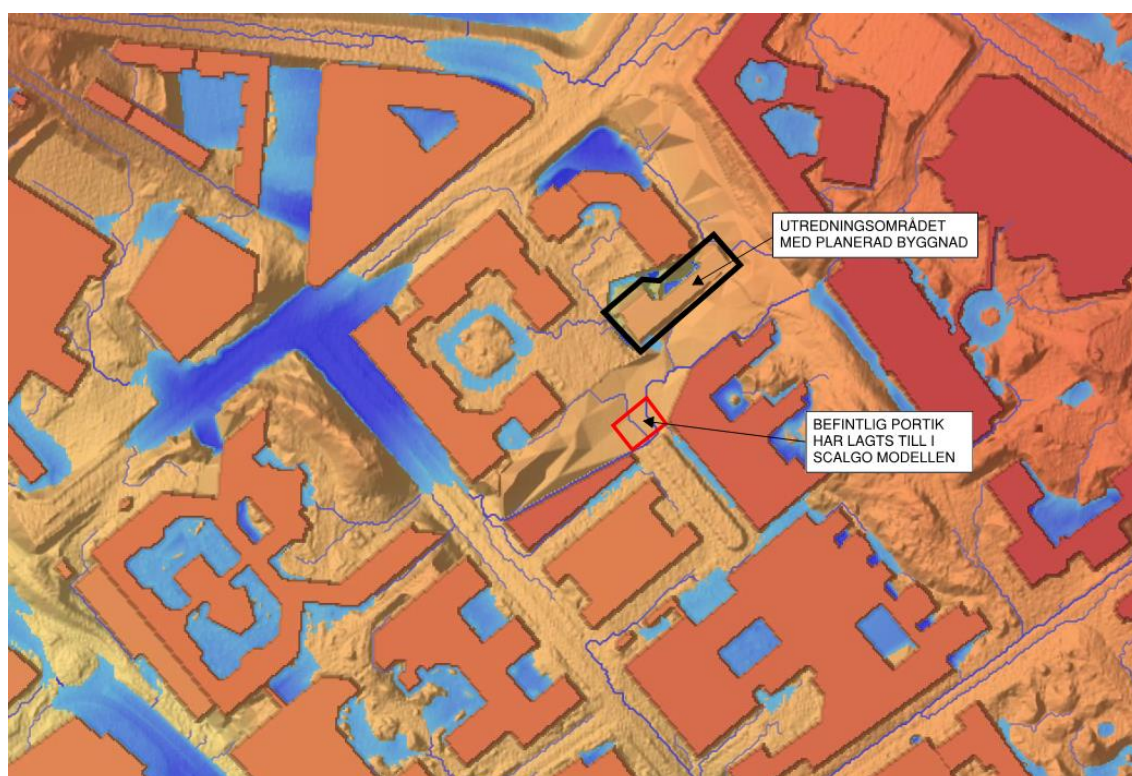 UTREDNINGSOMRÅDET
MED PLANERAD BYGGNAD
BEFINTLIG PORTIK
HAR LAGTS TILL I
SCALGO MODELLEN